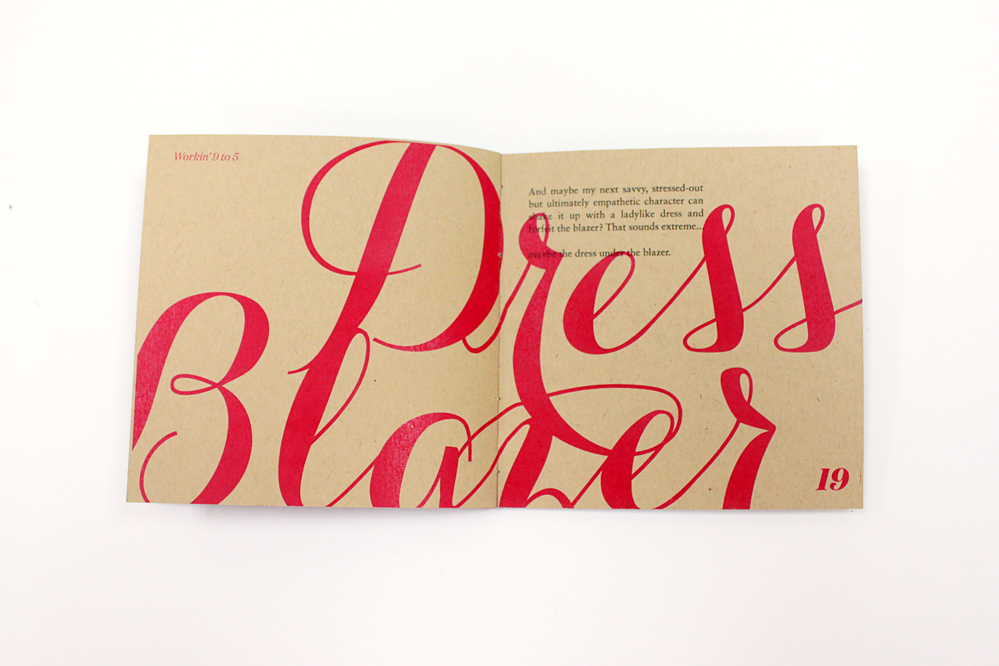 Workin' 9 to 5
Dress
Blazer
And maybe my next savvy, stressed-out
but ultimately empathetic character can
shake it up with a ladylike dress and
forfeit the blazer? That sounds extreme...
maybe the dress under the blazer.
19